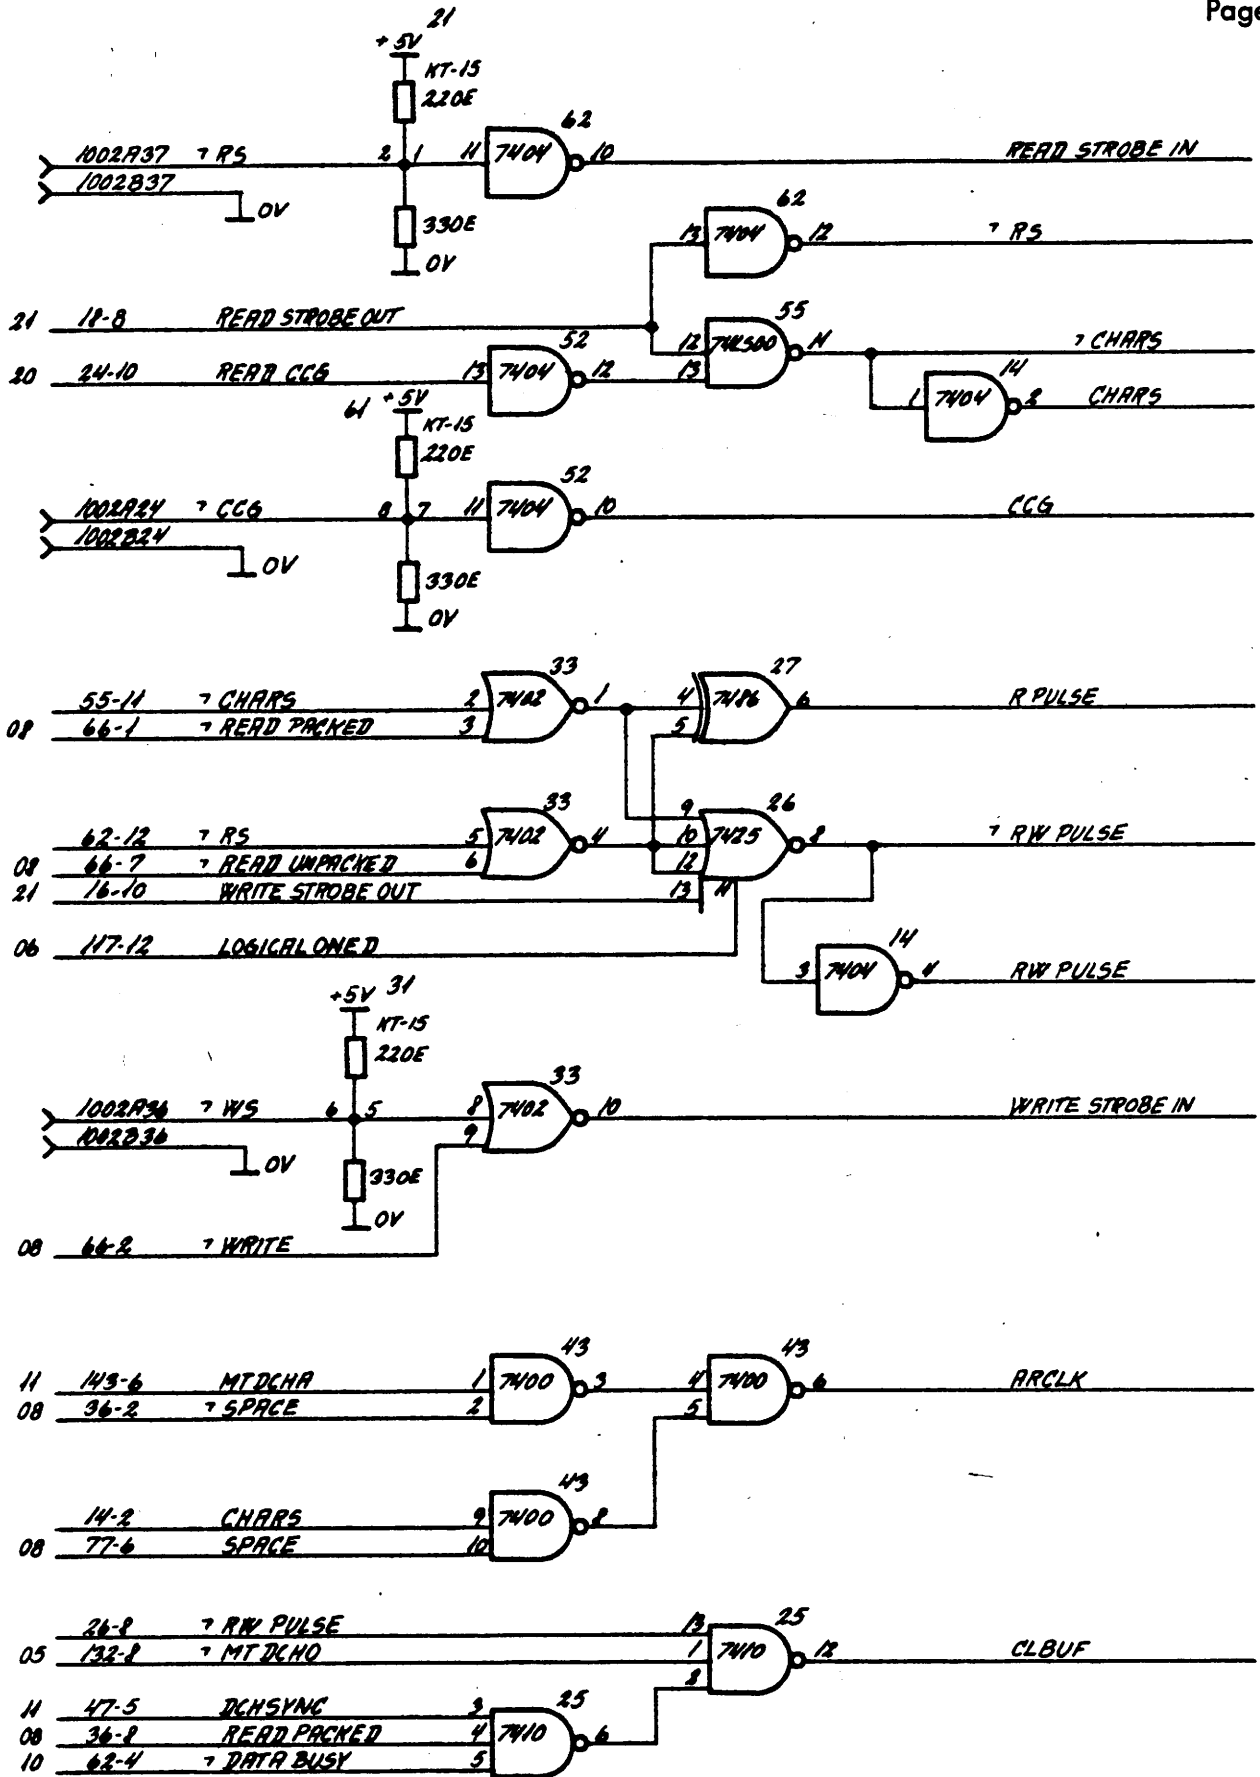 Page
21
+5V
KT-15
220E
62
1002A37 ¬ RS 2 1 11 7404 10 READ STROBE IN
1002B37
0V
330E
0V
62
13 7404 12 ¬ RS
21 18-8 READ STROBE OUT
55
12 74LS00 11 ¬ CHARS
13
52
20 24-10 READ CCG 13 7404 12
14
1 7404 2 CHARS
61 +5V
KT-15
220E
52
1002A24 ¬ CCG 8 7 11 7404 10 CCG
1002B24
0V
330E
0V
33 27
55-11 ¬ CHARS 2 7402 1 4 7486 6 R PULSE
08 66-1 ¬ READ PACKED 3 5
33 26
9
62-12 ¬ RS 5 7402 4 10 7425 8 ¬ RW PULSE
08 66-7 ¬ READ UNPACKED 6 12
21 16-10 WRITE STROBE OUT 13 11
06 117-12 LOGICAL ONE D
14
3 7404 4 RW PULSE
+5V 31
KT-15
220E
33
1002A36 ¬ WS 6 5 8 7402 10 WRITE STROBE IN
1002B36 9
0V
330E
0V
08 66-2 ¬ WRITE
43 43
11 143-6 MTDCHA 1 7400 3 4 7400 6 ARCLK
08 36-2 ¬ SPACE 2 5
43
14-2 CHARS 9 7400 8
08 77-6 SPACE 10
25
26-8 ¬ RW PULSE 13
05 132-8 ¬ MTDCHO 1 7410 12 CLBUF
2
25
11 47-5 DCHSYNC 3
08 36-8 READ PACKED 4 7410 6
10 62-4 ¬ DATA BUSY 5